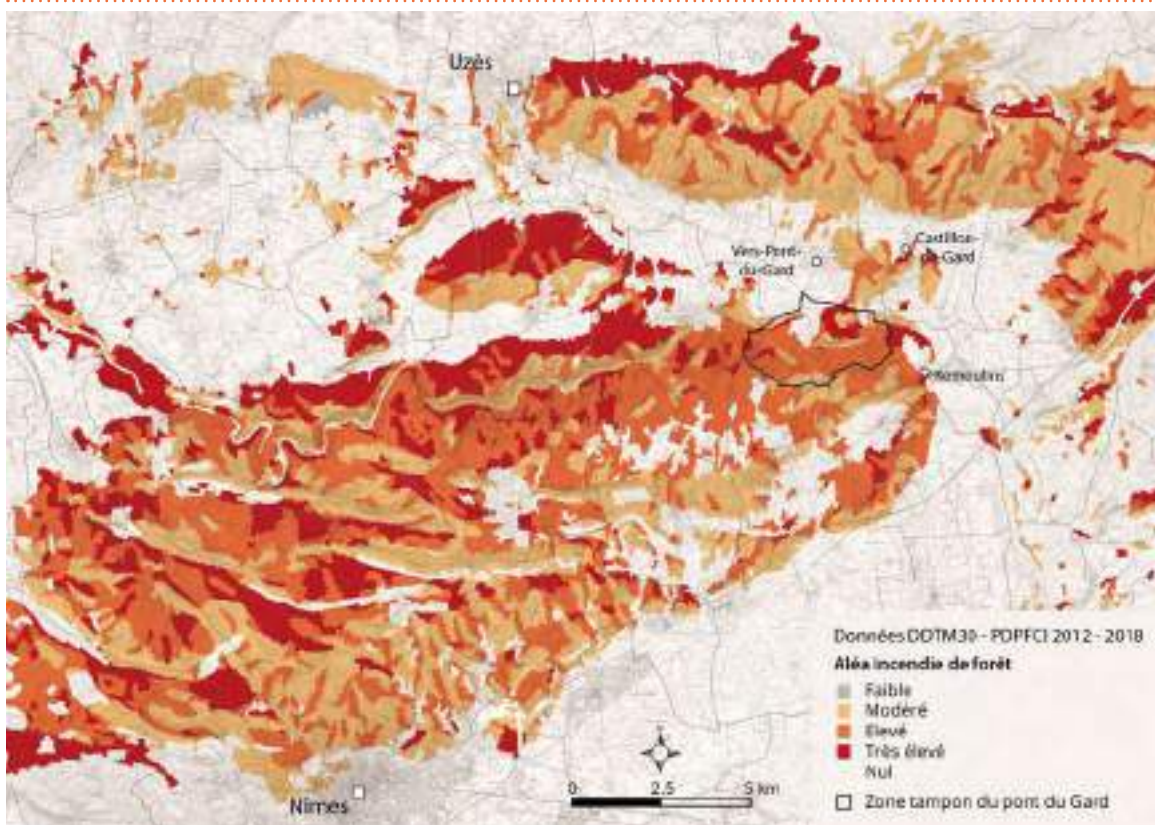 Uzès
Castillon-
du-Gard
Vers-Pont-
du-Gard
Remoulins
Données DDTM30 - PDPFCI 2012 - 2018
Aléa incendie de forêt
Faible
Modéré
Elevé
Très élevé
Nul
Zone tampon du pont du Gard
Nîmes
0 2.5 5 km